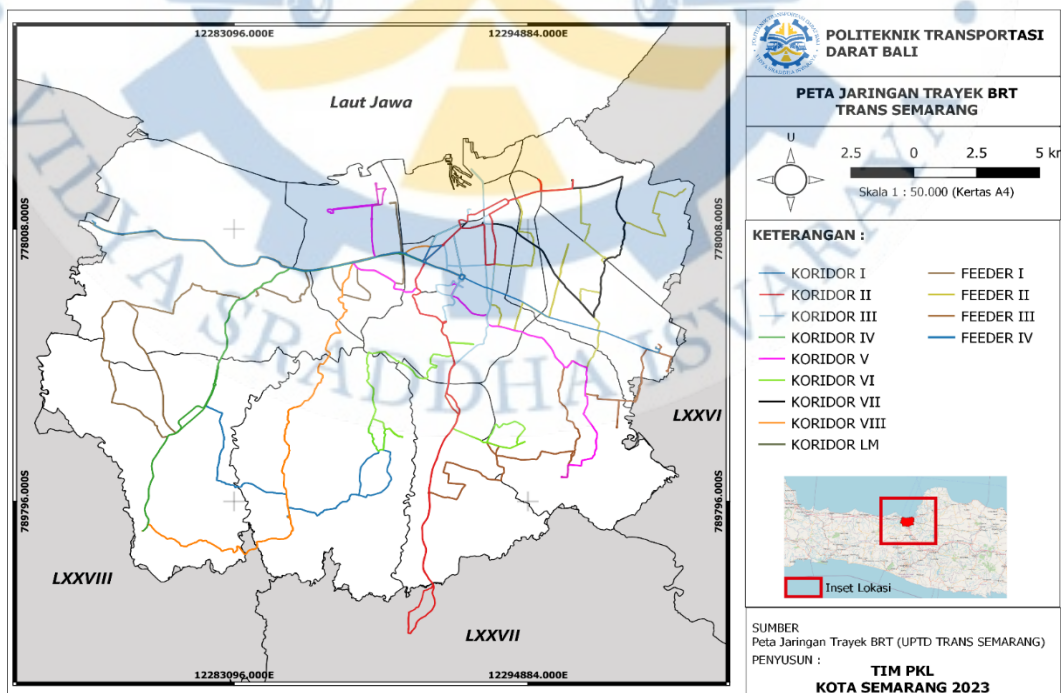 12283096.000E
12294884.000E
778008.000S
789796.000S
Laut Jawa
LXXVI
LXXVIII
LXXVII
778008.000S
789796.000S
12283096.000E
12294884.000E
VIDYA SRADDHA ISVARAYA
POLITEKNIK TRANSPORTASI
DARAT BALI
PETA JARINGAN TRAYEK BRT
TRANS SEMARANG
U
2.5 0 2.5 5 km
Skala 1 : 50.000 (Kertas A4)
KETERANGAN :
KORIDOR I
KORIDOR II
KORIDOR III
KORIDOR IV
KORIDOR V
KORIDOR VI
KORIDOR VII
KORIDOR VIII
KORIDOR LM
FEEDER I
FEEDER II
FEEDER III
FEEDER IV
Inset Lokasi
SUMBER
Peta Jaringan Trayek BRT (UPTD TRANS SEMARANG)
PENYUSUN :
TIM PKL
KOTA SEMARANG 2023